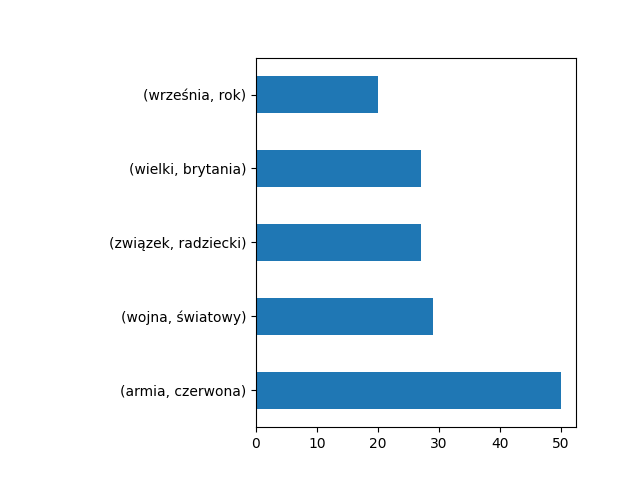 (września, rok)
(wielki, brytania)
(związek, radziecki)
(wojna, światowy)
(armia, czerwona)
0 10 20 30 40 50